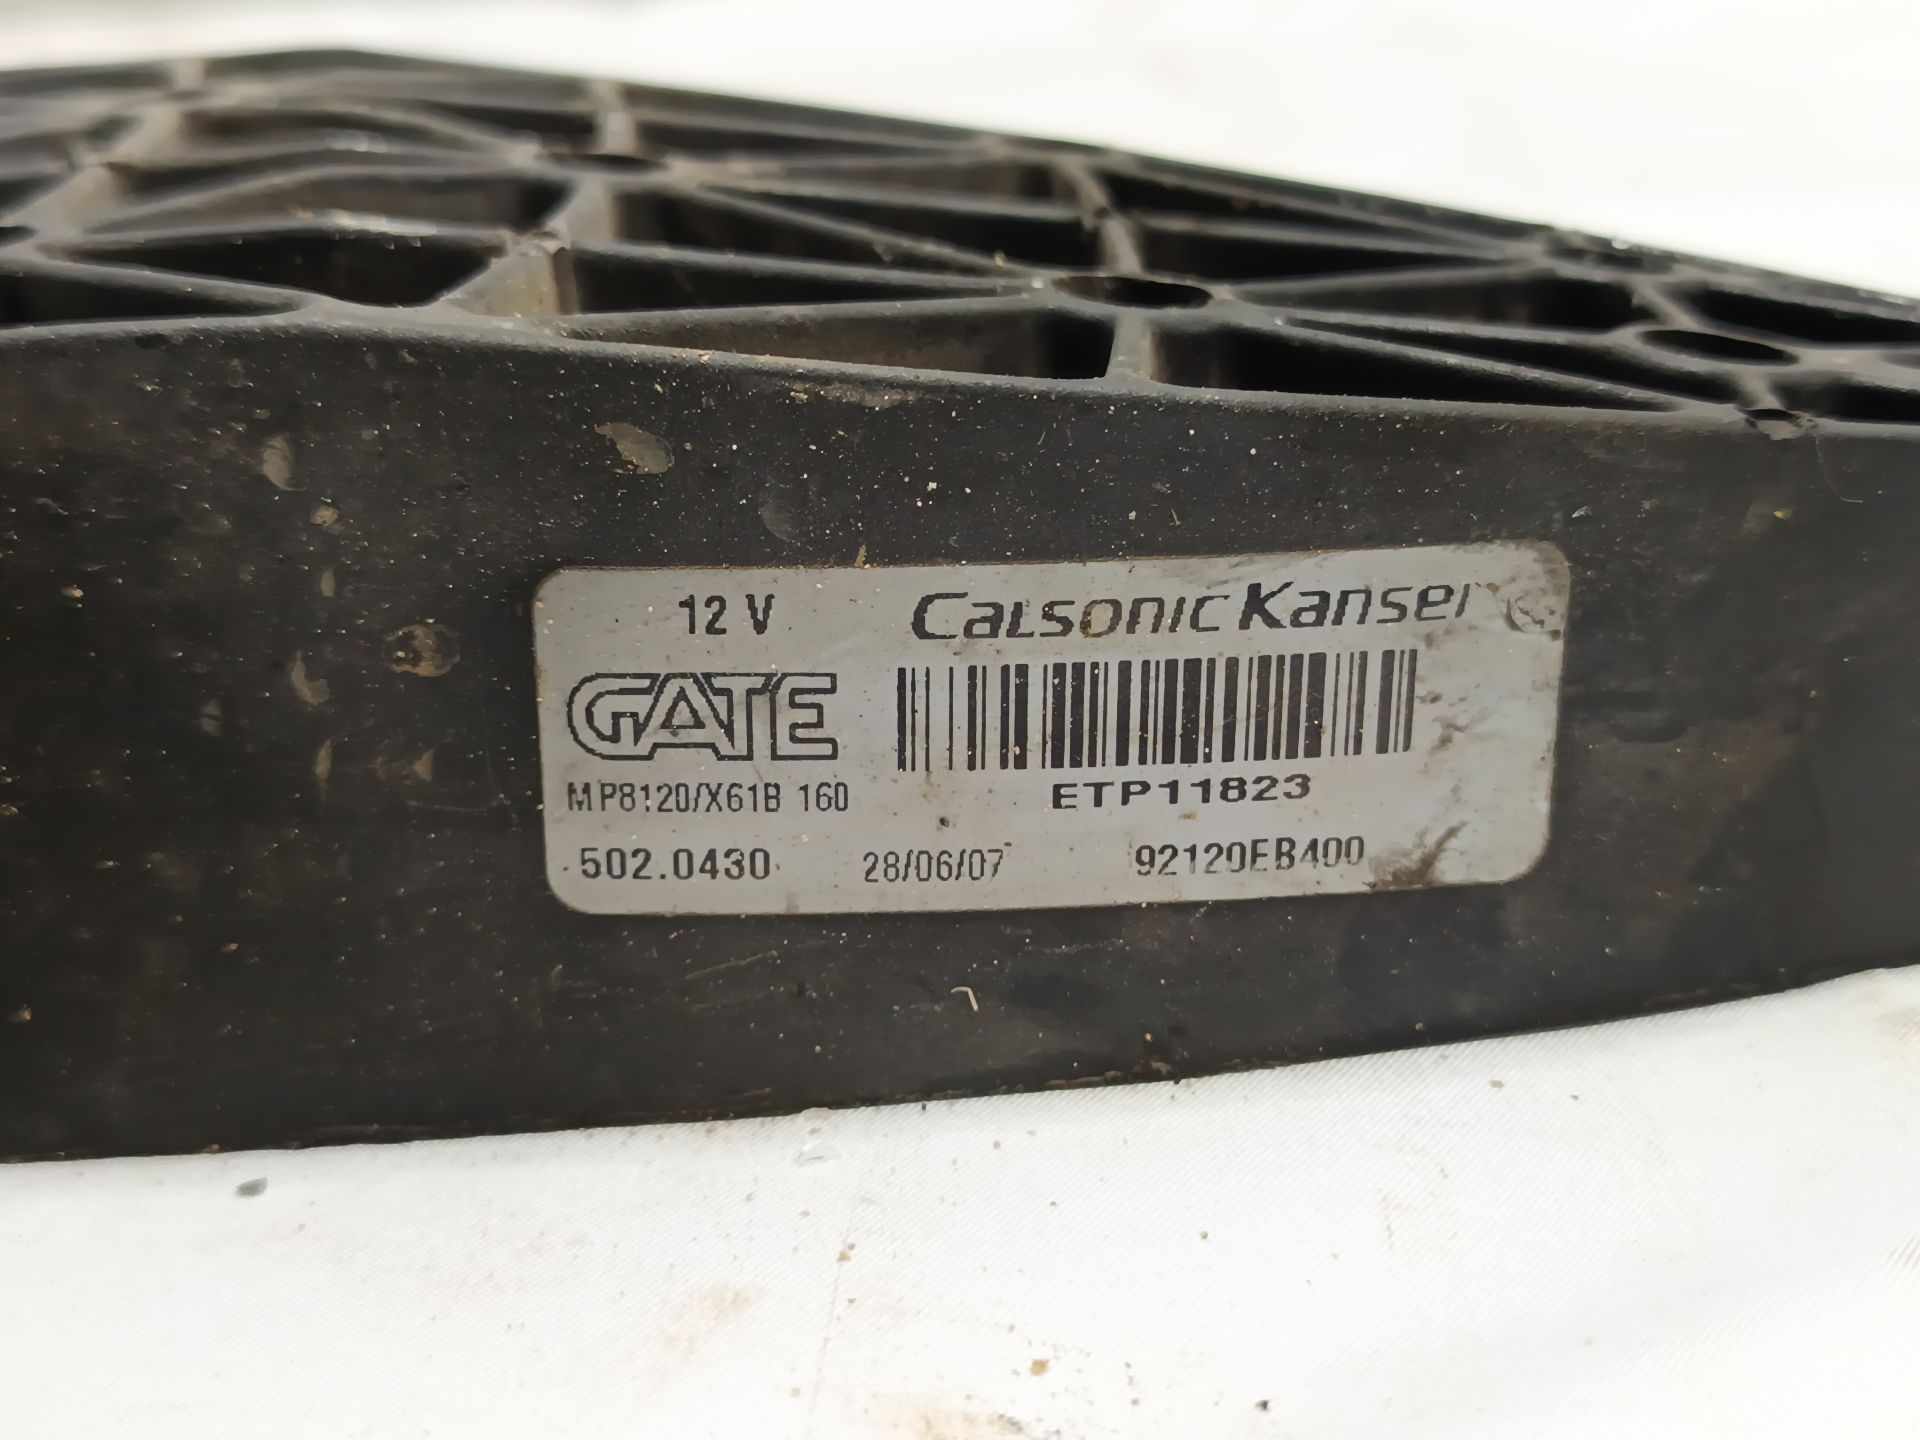 12 V
CALSONIC Kansei
GATE
MP8120/X61B 160
ETP11823
502.0430
28/06/07
92120EB400